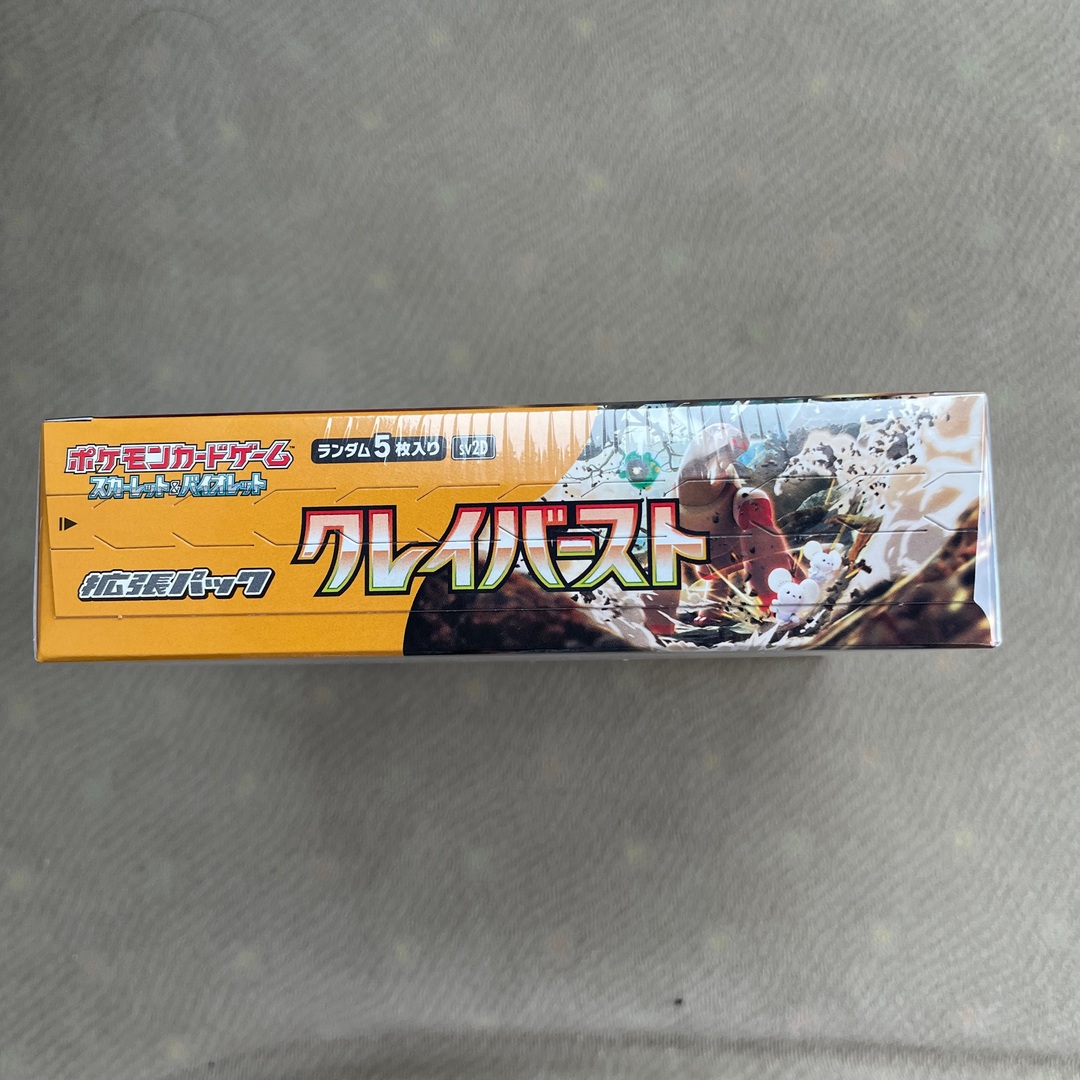 ポケモンカードゲーム
スカーレット&バイオレット
ランダム5枚入り sv2D
クレイバースト
拡張パック